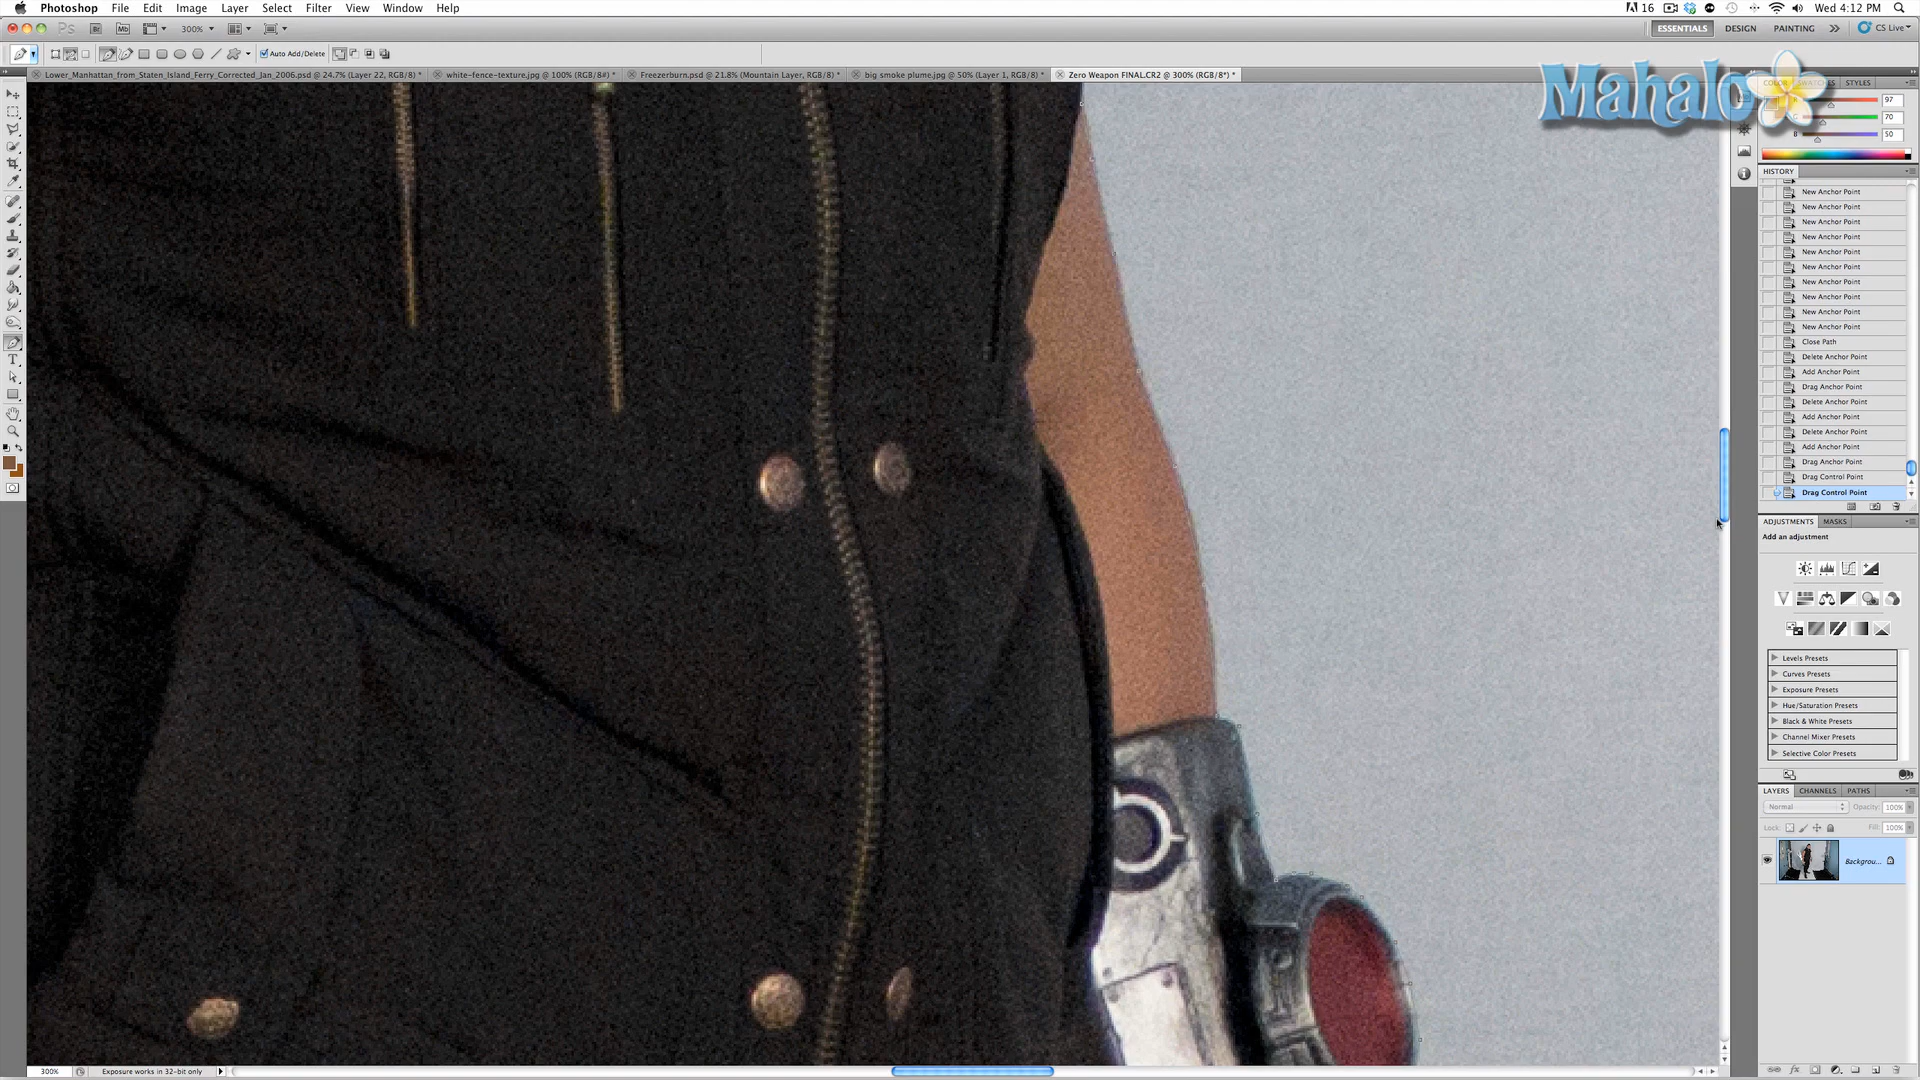 Photoshop File Edit Image Layer Select Filter View Window Help
16 Wed 4:12 PM
Ps Br Mb 300% ESSENTIALS DESIGN PAINTING CS Live
Auto Add/Delete
Lower_Manhattan_from_Staten_Island_Ferry_Corrected_Jan_2006.psd @ 24.7% (Layer 22, RGB/8) *
white-fence-texture.jpg @ 100% (RGB/8#) *
Freezerburn.psd @ 21.8% (Mountain Layer, RGB/8) *
big smoke plume.jpg @ 50% (Layer 1, RGB/8) *
Zero Weapon FINAL.CR2 @ 300% (RGB/8*) *
Mahalo
COLOR SWATCHES STYLES
97
70
B 50
HISTORY
New Anchor Point
New Anchor Point
New Anchor Point
New Anchor Point
New Anchor Point
New Anchor Point
New Anchor Point
New Anchor Point
New Anchor Point
New Anchor Point
Close Path
Delete Anchor Point
Add Anchor Point
Drag Anchor Point
Delete Anchor Point
Add Anchor Point
Delete Anchor Point
Add Anchor Point
Drag Anchor Point
Drag Control Point
Drag Control Point
ADJUSTMENTS MASKS
Add an adjustment
Levels Presets
Curves Presets
Exposure Presets
Hue/Saturation Presets
Black & White Presets
Channel Mixer Presets
Selective Color Presets
LAYERS CHANNELS PATHS
Normal Opacity: 100%
Lock: Fill: 100%
Backgrou...
300% Exposure works in 32-bit only